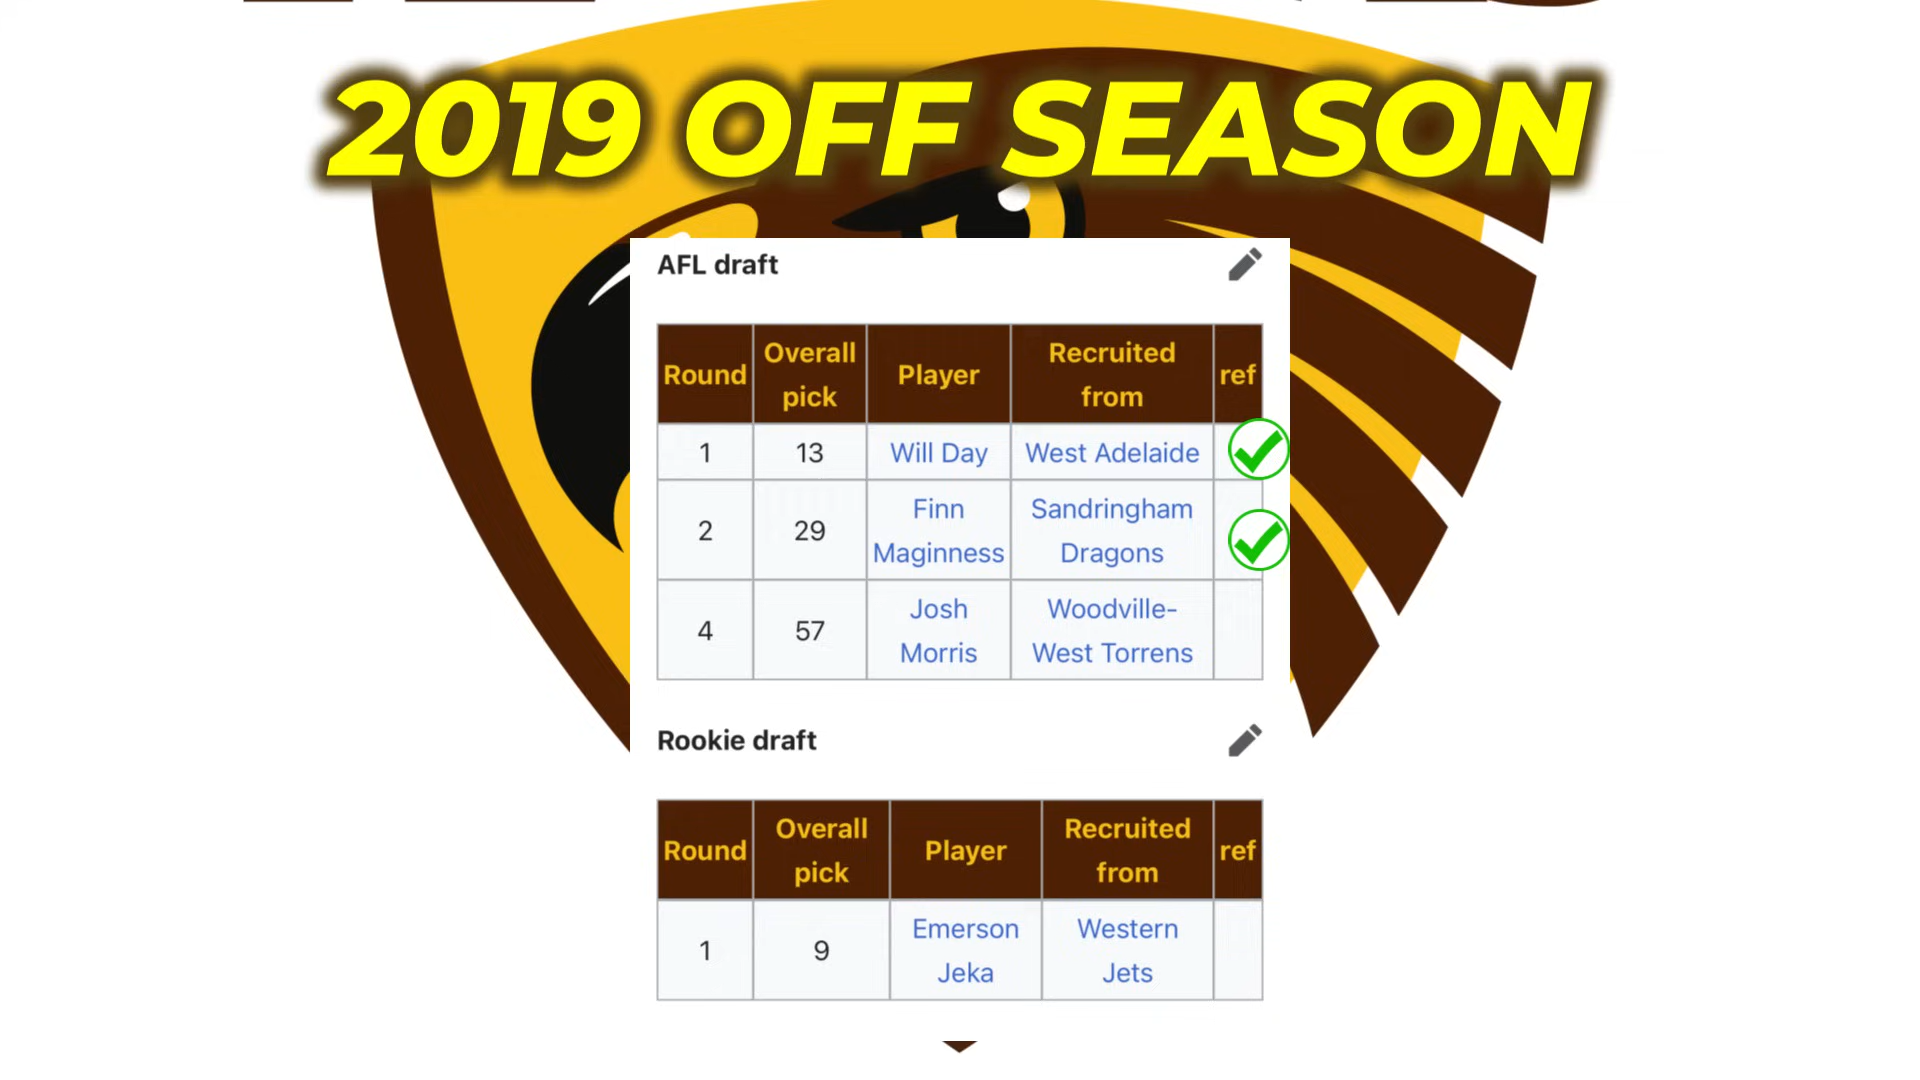 2019 OFF SEASON
AFL draft
Round
Overall pick
Player
Recruited from
ref
1
13
Will Day
West Adelaide
2
29
Finn
Maginness
Sandringham
Dragons
4
57
Josh
Morris
Woodville-
West Torrens
Rookie draft
Round
Overall
pick
Player
Recruited
from
ref
1
9
Emerson
Jeka
Western
Jets